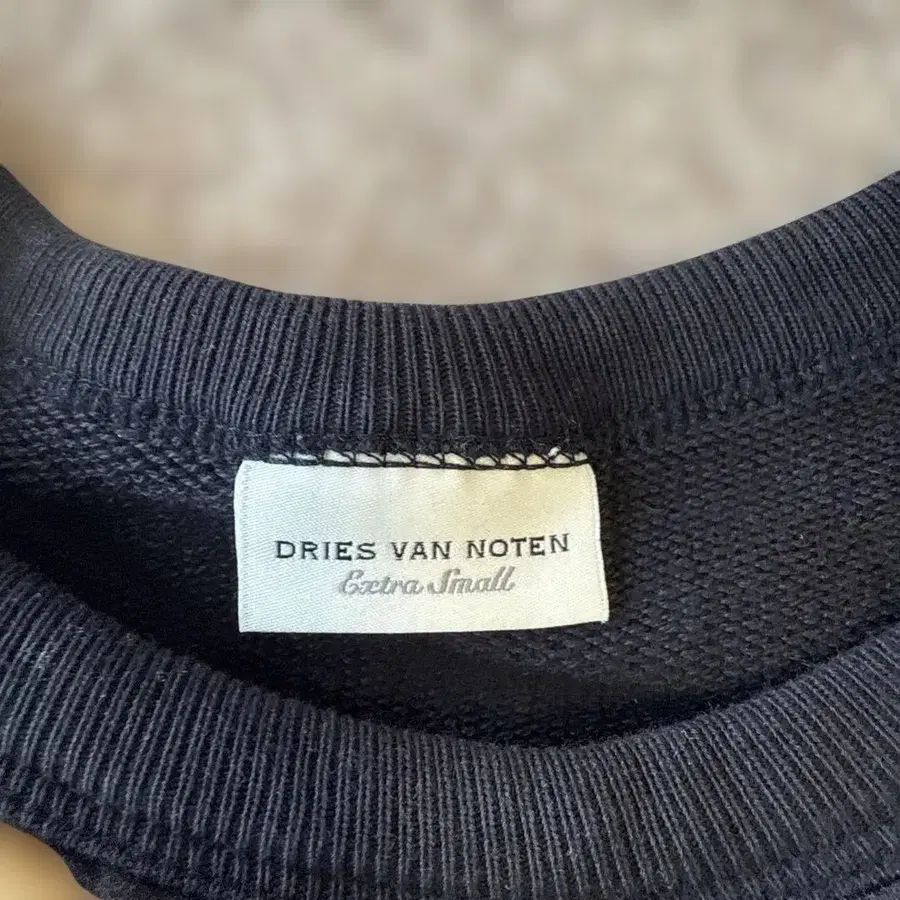 DRIES VAN NOTEN
Extra Small